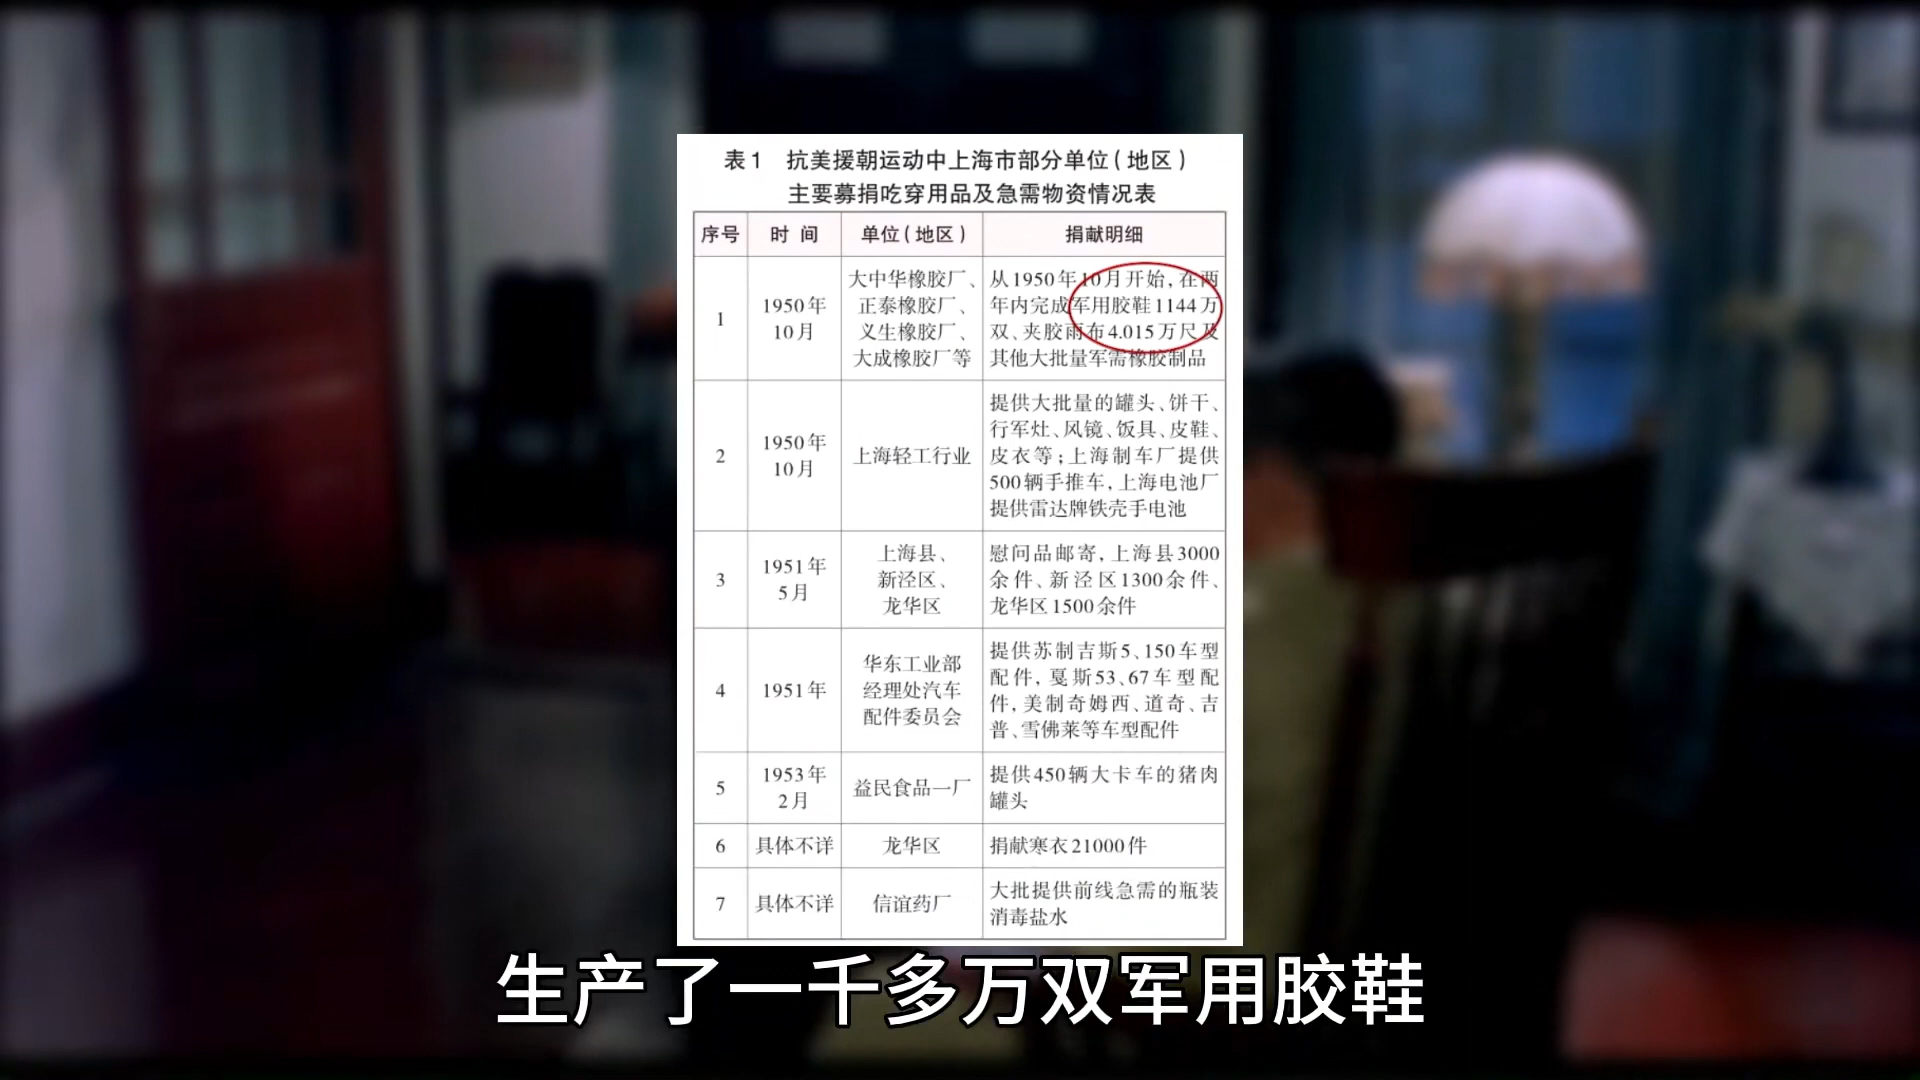 表1 抗美援朝运动中上海市部分单位(地区)
主要募捐吃穿用品及急需物资情况表
序号 时间 单位(地区) 捐献明细
1
1950年
10月
大中华橡胶厂、
正泰橡胶厂、
义生橡胶厂、
大成橡胶厂等
从1950年10月开始,在两
年内完成军用胶鞋1144万
双、夹胶雨布4.015万尺及
其他大批量军需橡胶制品
2
1950年
10月
上海轻工行业
提供大批量的罐头、饼干、
行军灶、风镜、饭具、皮鞋、
皮衣等;上海制车厂提供
500辆手推车,上海电池厂
提供雷达牌铁壳手电池
3
1951年
5月
上海县、
新泾区、
龙华区
慰问品邮寄,上海县3000
余件、新泾区1300余件、
龙华区1500余件
4
1951年
华东工业部
经理处汽车
配件委员会
提供苏制吉斯5、150车型
配件,戛斯53、67车型配
件,美制奇姆西、道奇、吉
普、雪佛莱等车型配件
5
1953年
2月
益民食品一厂
提供450辆大卡车的猪肉
罐头
6
具体不详
龙华区
捐献寒衣21000件
7
具体不详
信谊药厂
大批提供前线急需的瓶装
消毒盐水
生产了一千多万双军用胶鞋